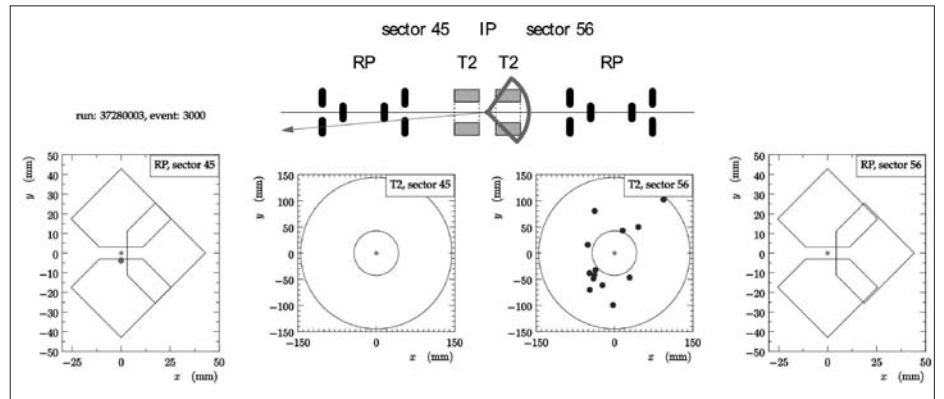 sector 45 IP sector 56
RP T2 T2 RP
run: 37280003, event: 3000
y (mm)
50
40
30
20
10
0
−10
−20
−30
−40
−50
RP, sector 45
−25 0 25 50
x (mm)
y (mm)
150
100
50
0
−50
−100
−150
T2, sector 45
−150 0 150
x (mm)
y (mm)
150
100
50
0
−50
−100
−150
T2, sector 56
−150 0 150
x (mm)
y (mm)
50
40
30
20
10
0
−10
−20
−30
−40
−50
RP, sector 56
−25 0 25 50
x (mm)